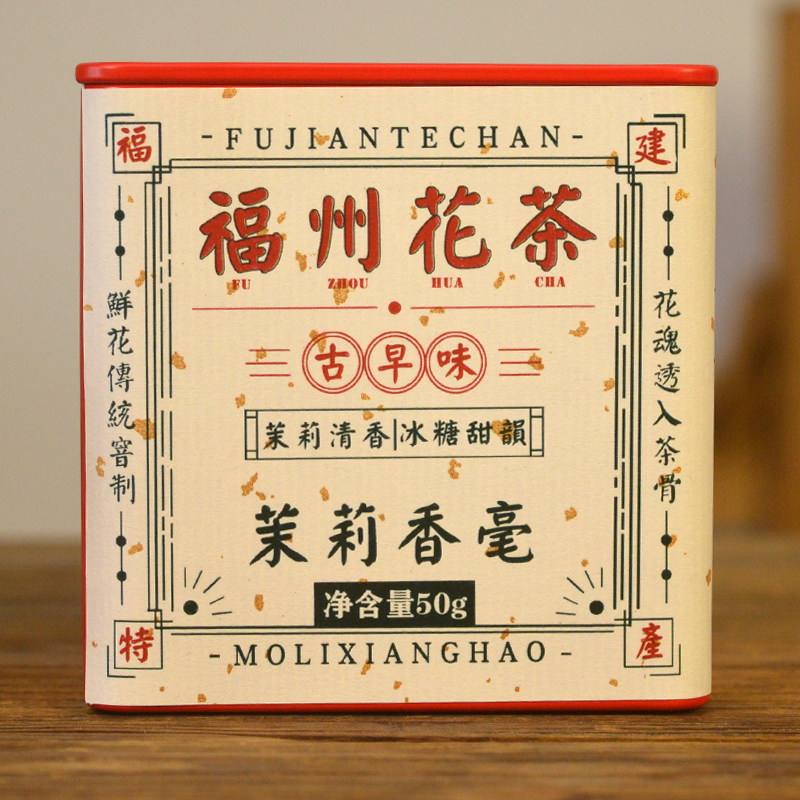 福 建
-FUJIANTECHAN-
福州花茶
FU ZHOU HUA CHA
古早味
茉莉清香|冰糖甜韻
茉莉香毫
净含量50g
鮮花傳統窨制
花魂透入茶骨
特 產
-MOLIXIANGHAO-